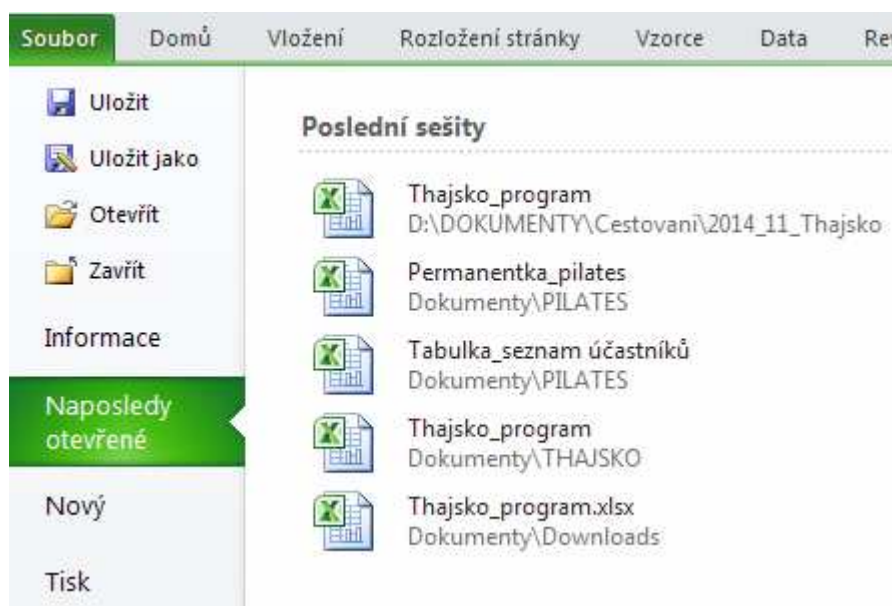 Soubor Domů Vložení Rozložení stránky Vzorce Data
Uložit
Uložit jako
Otevřít
Zavřít
Informace
Naposledy
otevřené
Nový
Tisk
Poslední sešity
Thajsko_program
D:\DOKUMENTY\Cestovani\2014_11_Thajsko
Permanentka_pilates
Dokumenty\PILATES
Tabulka_seznam účastníků
Dokumenty\PILATES
Thajsko_program
Dokumenty\THAJSKO
Thajsko_program.xlsx
Dokumenty\Downloads